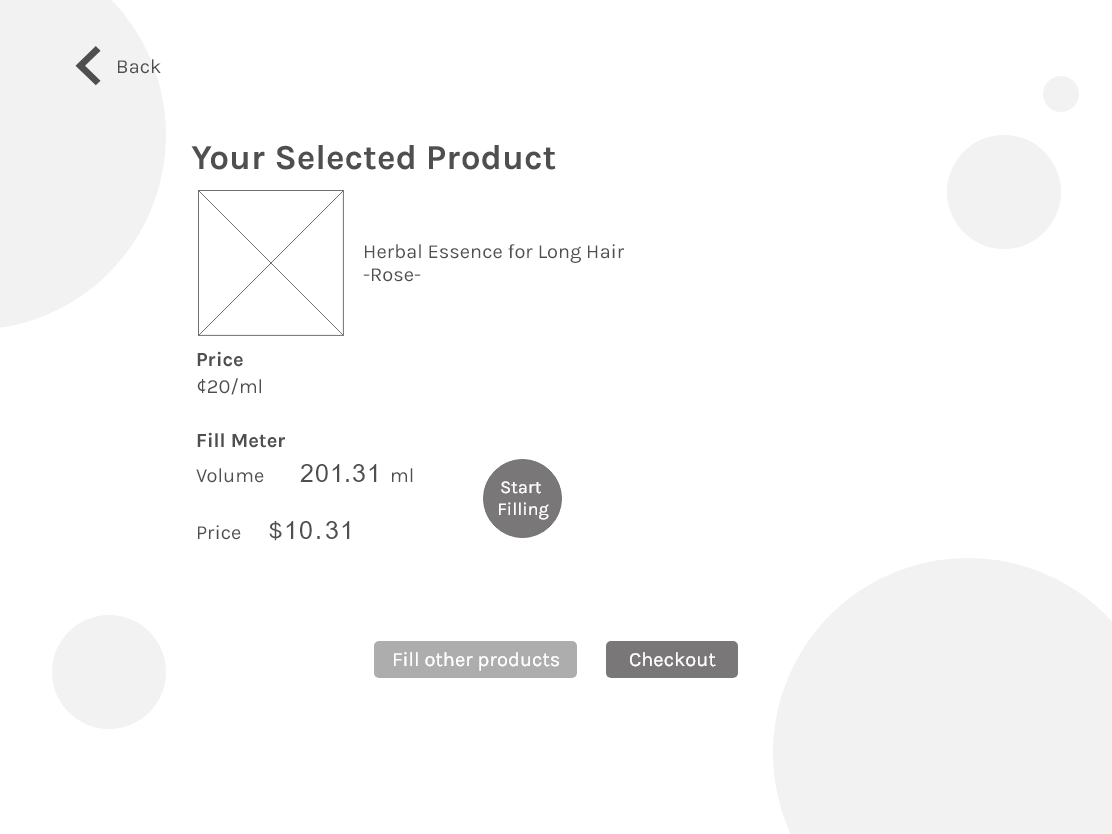 Back
Your Selected Product
Herbal Essence for Long Hair
-Rose-
Price
¢20/ml
Fill Meter
Volume 201.31 ml
Start
Filling
Price $10.31
Fill other products
Checkout